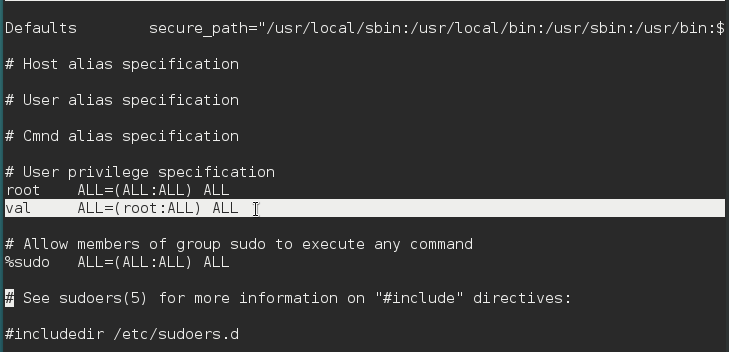 Defaults        secure_path="/usr/local/sbin:/usr/local/bin:/usr/sbin:/usr/bin:$
# Host alias specification
# User alias specification
# Cmnd alias specification
# User privilege specification
root    ALL=(ALL:ALL) ALL
val     ALL=(root:ALL) ALL
# Allow members of group sudo to execute any command
%sudo   ALL=(ALL:ALL) ALL
# See sudoers(5) for more information on "#include" directives:
#includedir /etc/sudoers.d